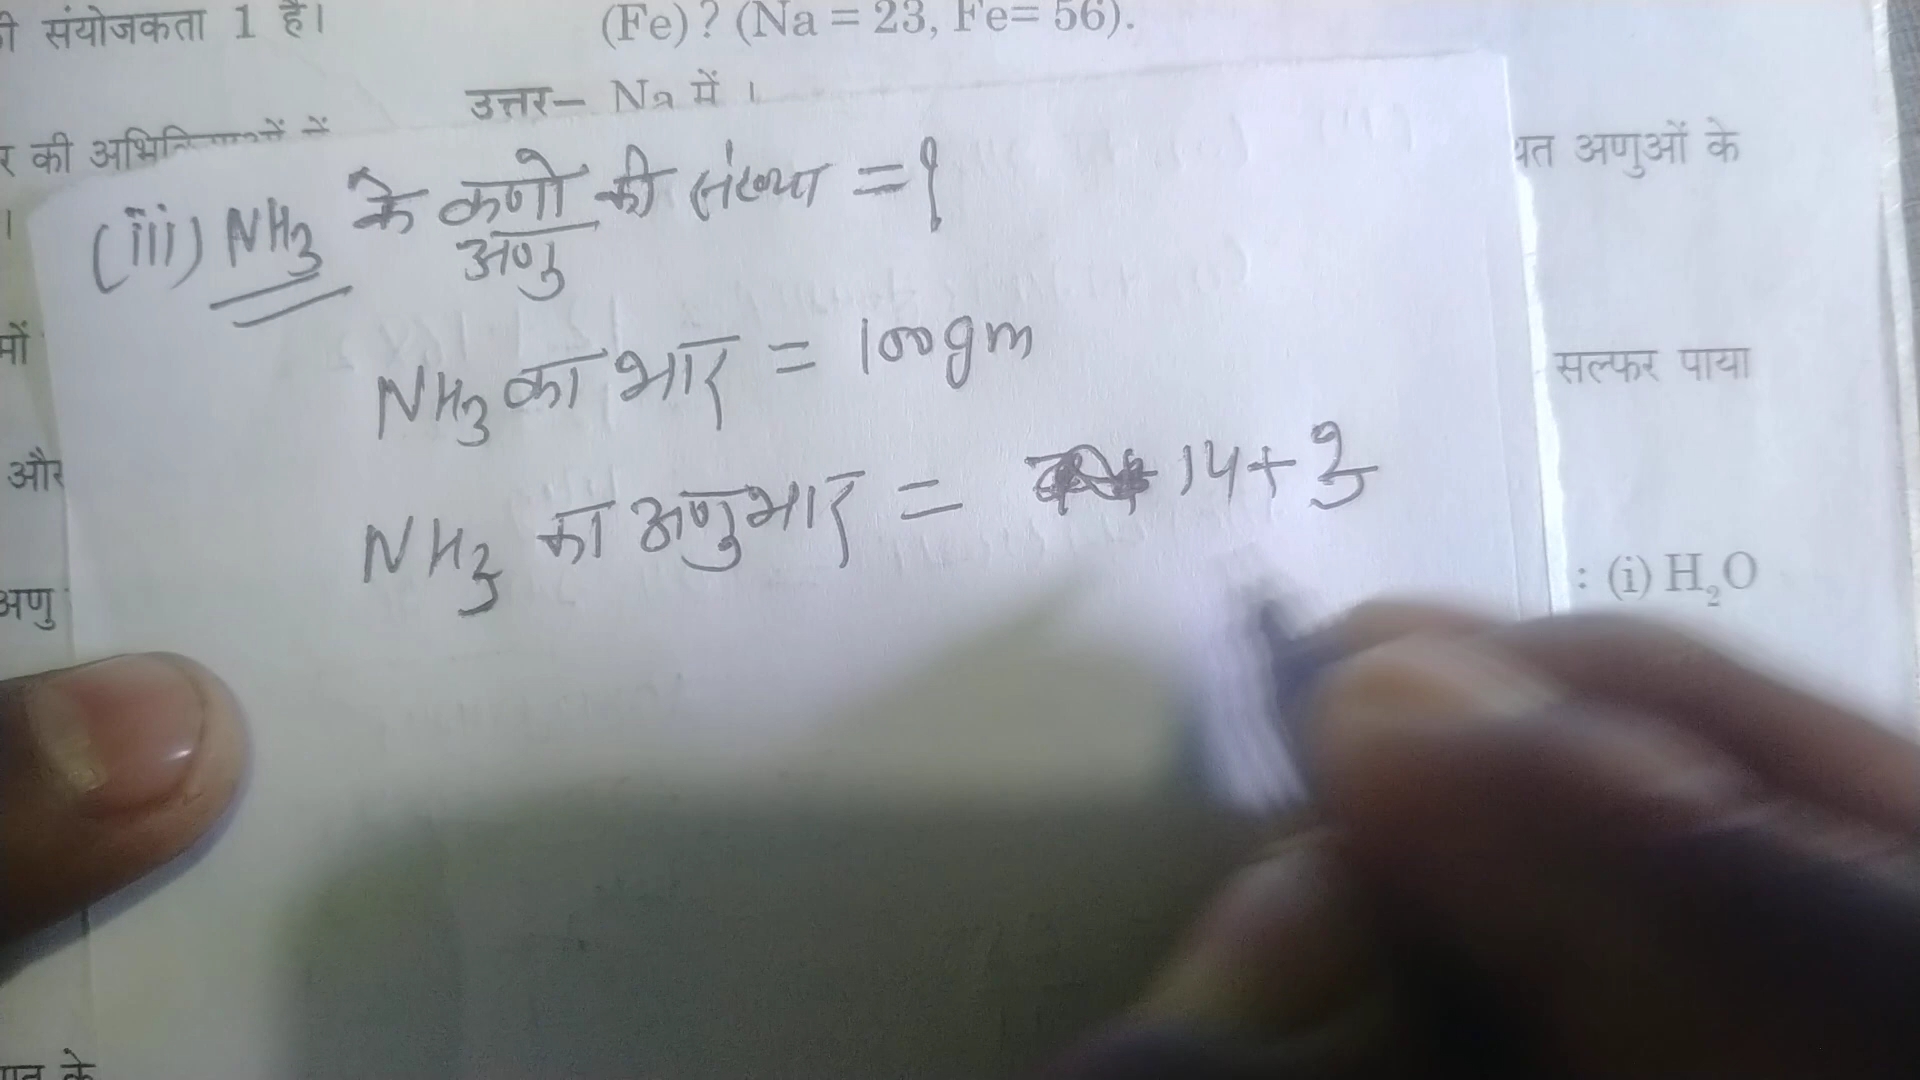 संयोजकता 1 है।
(Fe) ? (Na = 23, Fe= 56).
उत्तर– Na में ।
की
(iii) NH3 के कणो की संख्या = ?
अणु
NH3 का भार = 100gm
NH3 का अणुभार = 14+3
और
अणु
अणुओं के
सल्फर पाया
: (i) H₂O
के